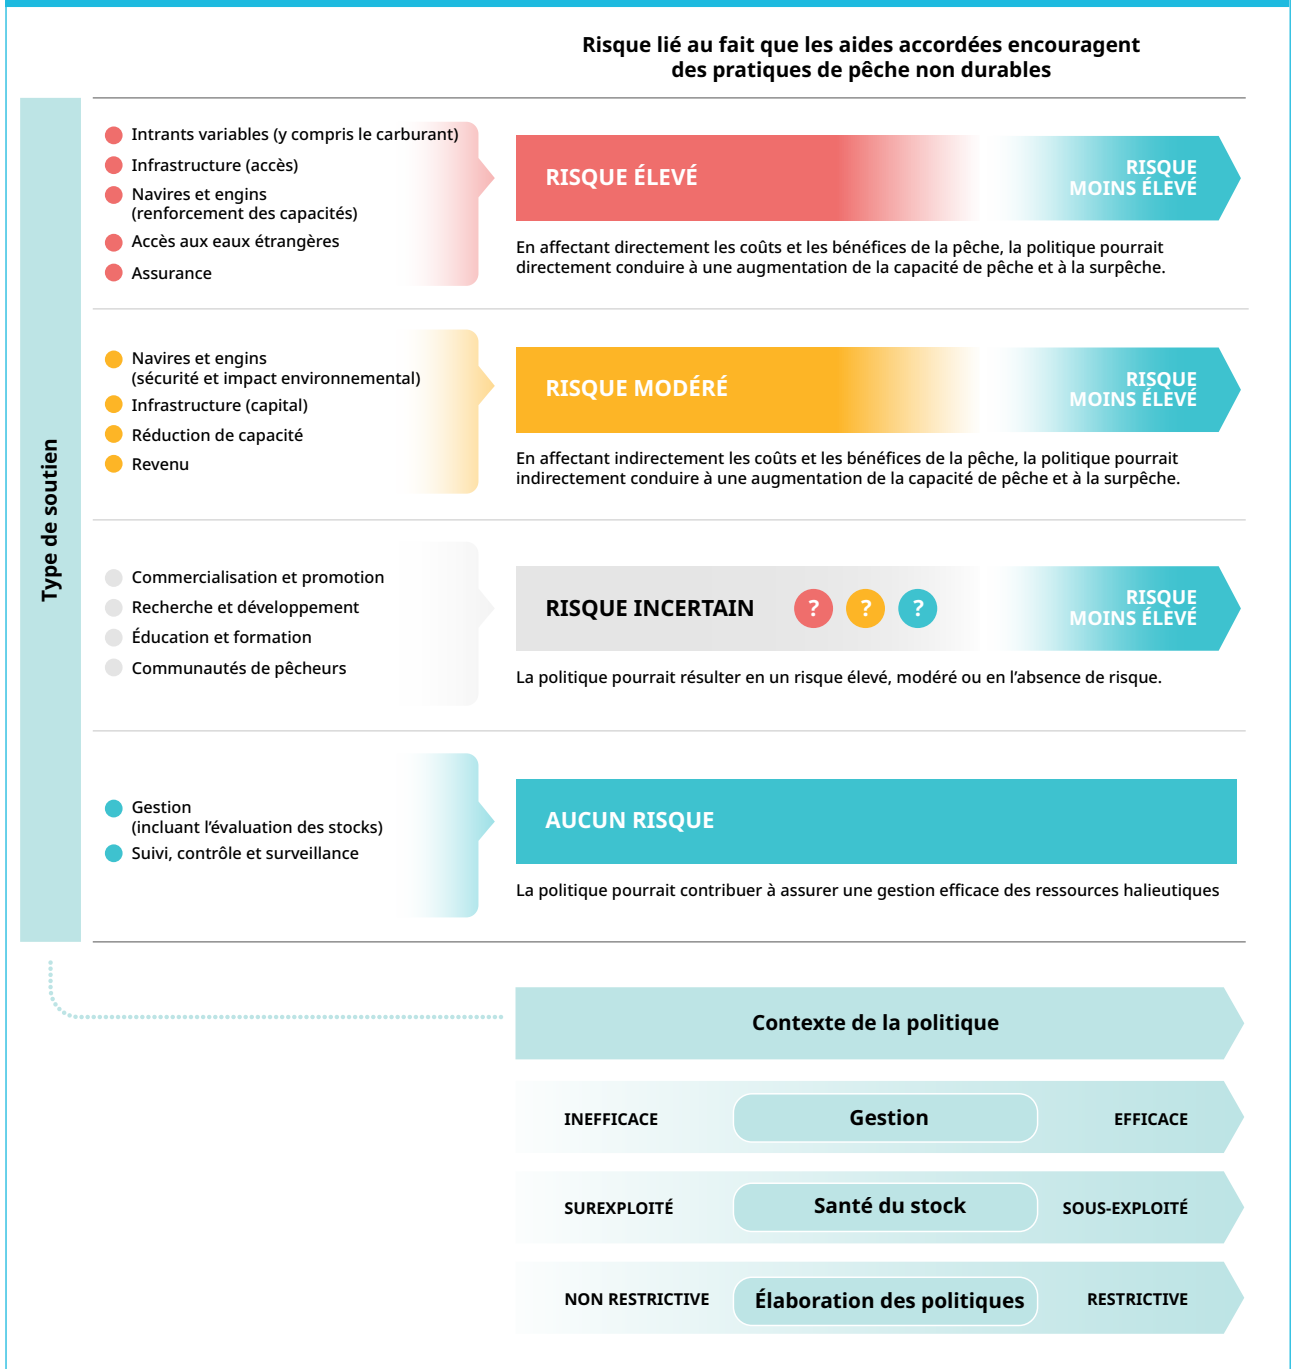 Risque lié au fait que les aides accordées encouragent
des pratiques de pêche non durables
Type de soutien
Intrants variables (y compris le carburant)
Infrastructure (accès)
Navires et engins
(renforcement des capacités)
Accès aux eaux étrangères
Assurance
RISQUE ÉLEVÉ
RISQUE
MOINS ÉLEVÉ
En affectant directement les coûts et les bénéfices de la pêche, la politique pourrait
directement conduire à une augmentation de la capacité de pêche et à la surpêche.
Navires et engins
(sécurité et impact environnemental)
Infrastructure (capital)
Réduction de capacité
Revenu
RISQUE MODÉRÉ
RISQUE
MOINS ÉLEVÉ
En affectant indirectement les coûts et les bénéfices de la pêche, la politique pourrait
indirectement conduire à une augmentation de la capacité de pêche et à la surpêche.
Commercialisation et promotion
Recherche et développement
Éducation et formation
Communautés de pêcheurs
RISQUE INCERTAIN
? ? ?
RISQUE
MOINS ÉLEVÉ
La politique pourrait résulter en un risque élevé, modéré ou en l’absence de risque.
Gestion
(incluant l’évaluation des stocks)
Suivi, contrôle et surveillance
AUCUN RISQUE
La politique pourrait contribuer à assurer une gestion efficace des ressources halieutiques
Contexte de la politique
INEFFICACE Gestion EFFICACE
SUREXPLOITÉ Santé du stock SOUS-EXPLOITÉ
NON RESTRICTIVE Élaboration des politiques RESTRICTIVE